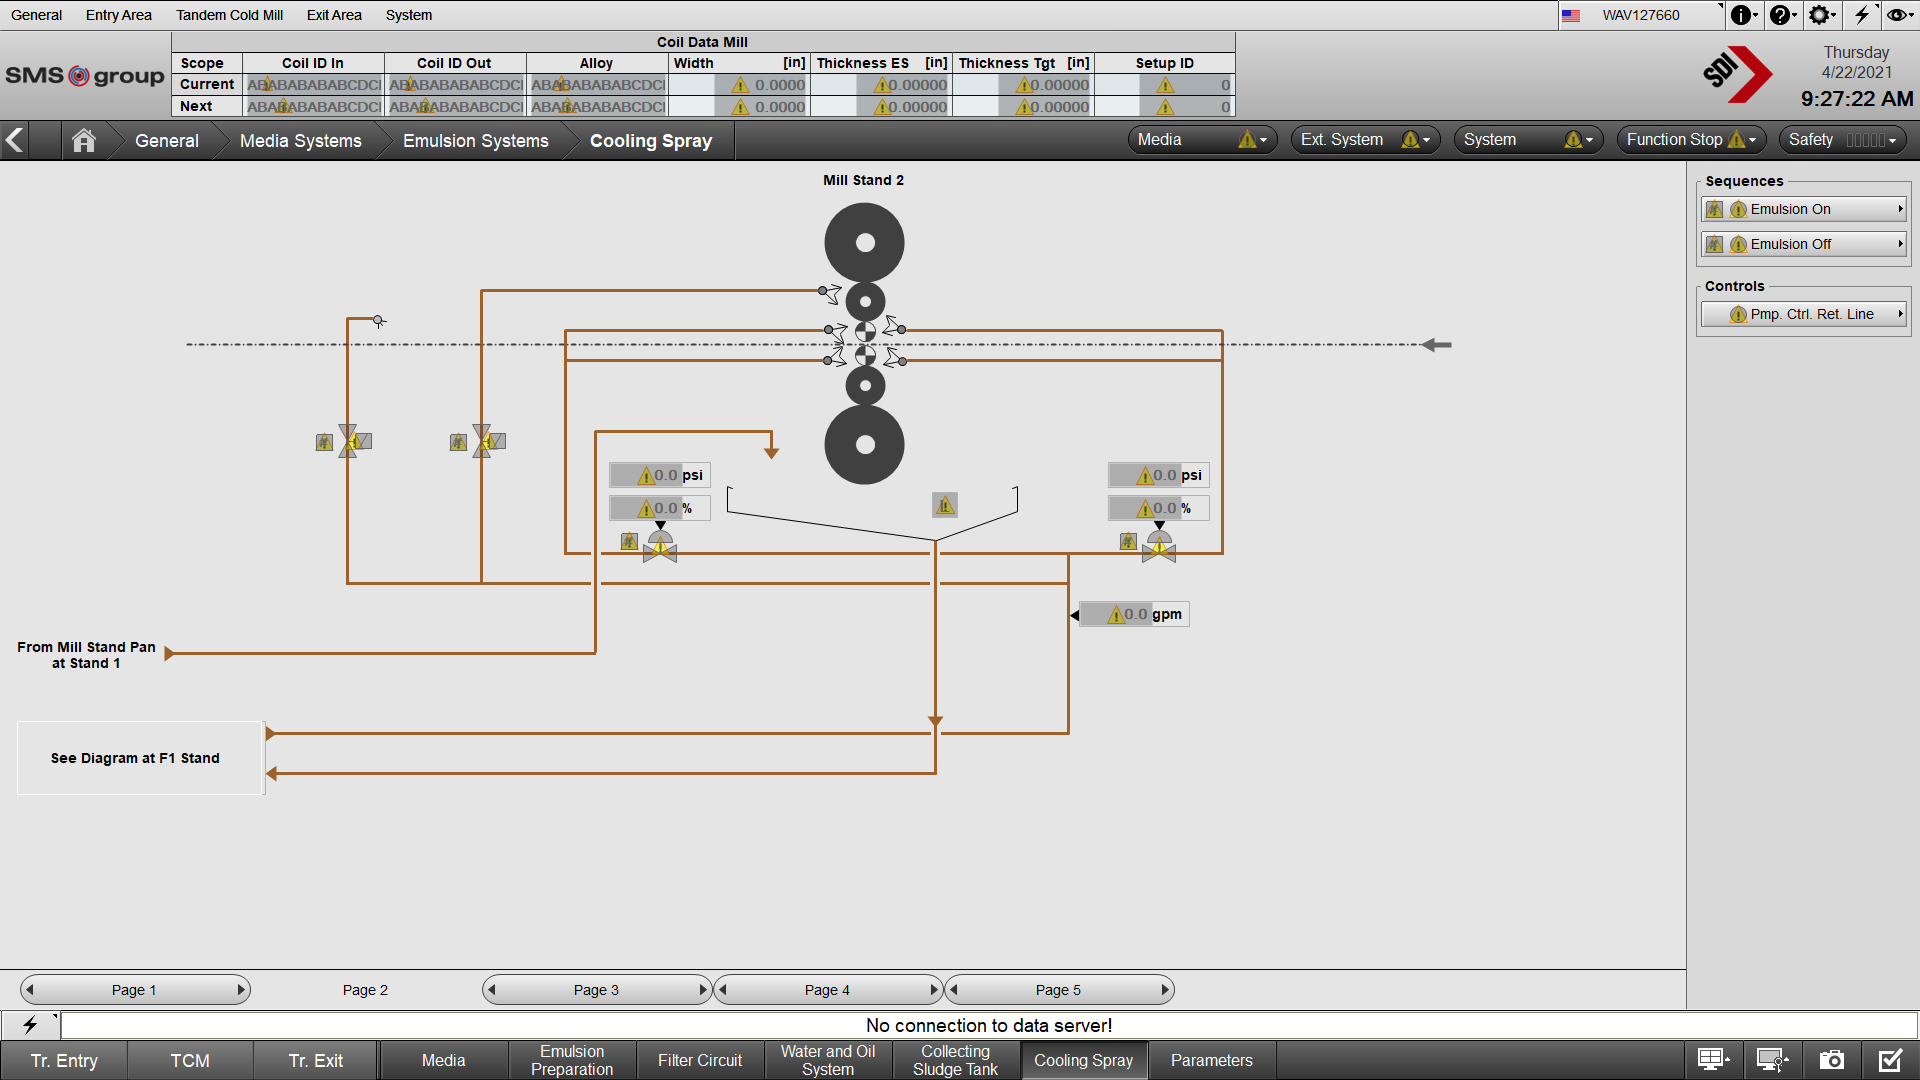 General Entry Area Tandem Cold Mill Exit Area System
WAV127660
SMS group
Coil Data Mill
Scope Coil ID In Coil ID Out Alloy Width [in] Thickness ES [in] Thickness Tgt [in] Setup ID
Current 0.0000 0.00000 0.00000 0
Next 0.0000 0.00000 0.00000 0
SDI
Thursday
4/22/2021
9:27:22 AM
General Media Systems Emulsion Systems Cooling Spray
Media Ext. System System Function Stop Safety
Mill Stand 2
Sequences
Emulsion On
Emulsion Off
Controls
Pmp. Ctrl. Ret. Line
0.0 psi
0.0 %
0.0 psi
0.0 %
0.0 gpm
From Mill Stand Pan
at Stand 1
See Diagram at F1 Stand
Page 1 Page 2 Page 3 Page 4 Page 5
No connection to data server!
Tr. Entry TCM Tr. Exit Media Emulsion Preparation Filter Circuit Water and Oil System Collecting Sludge Tank Cooling Spray Parameters